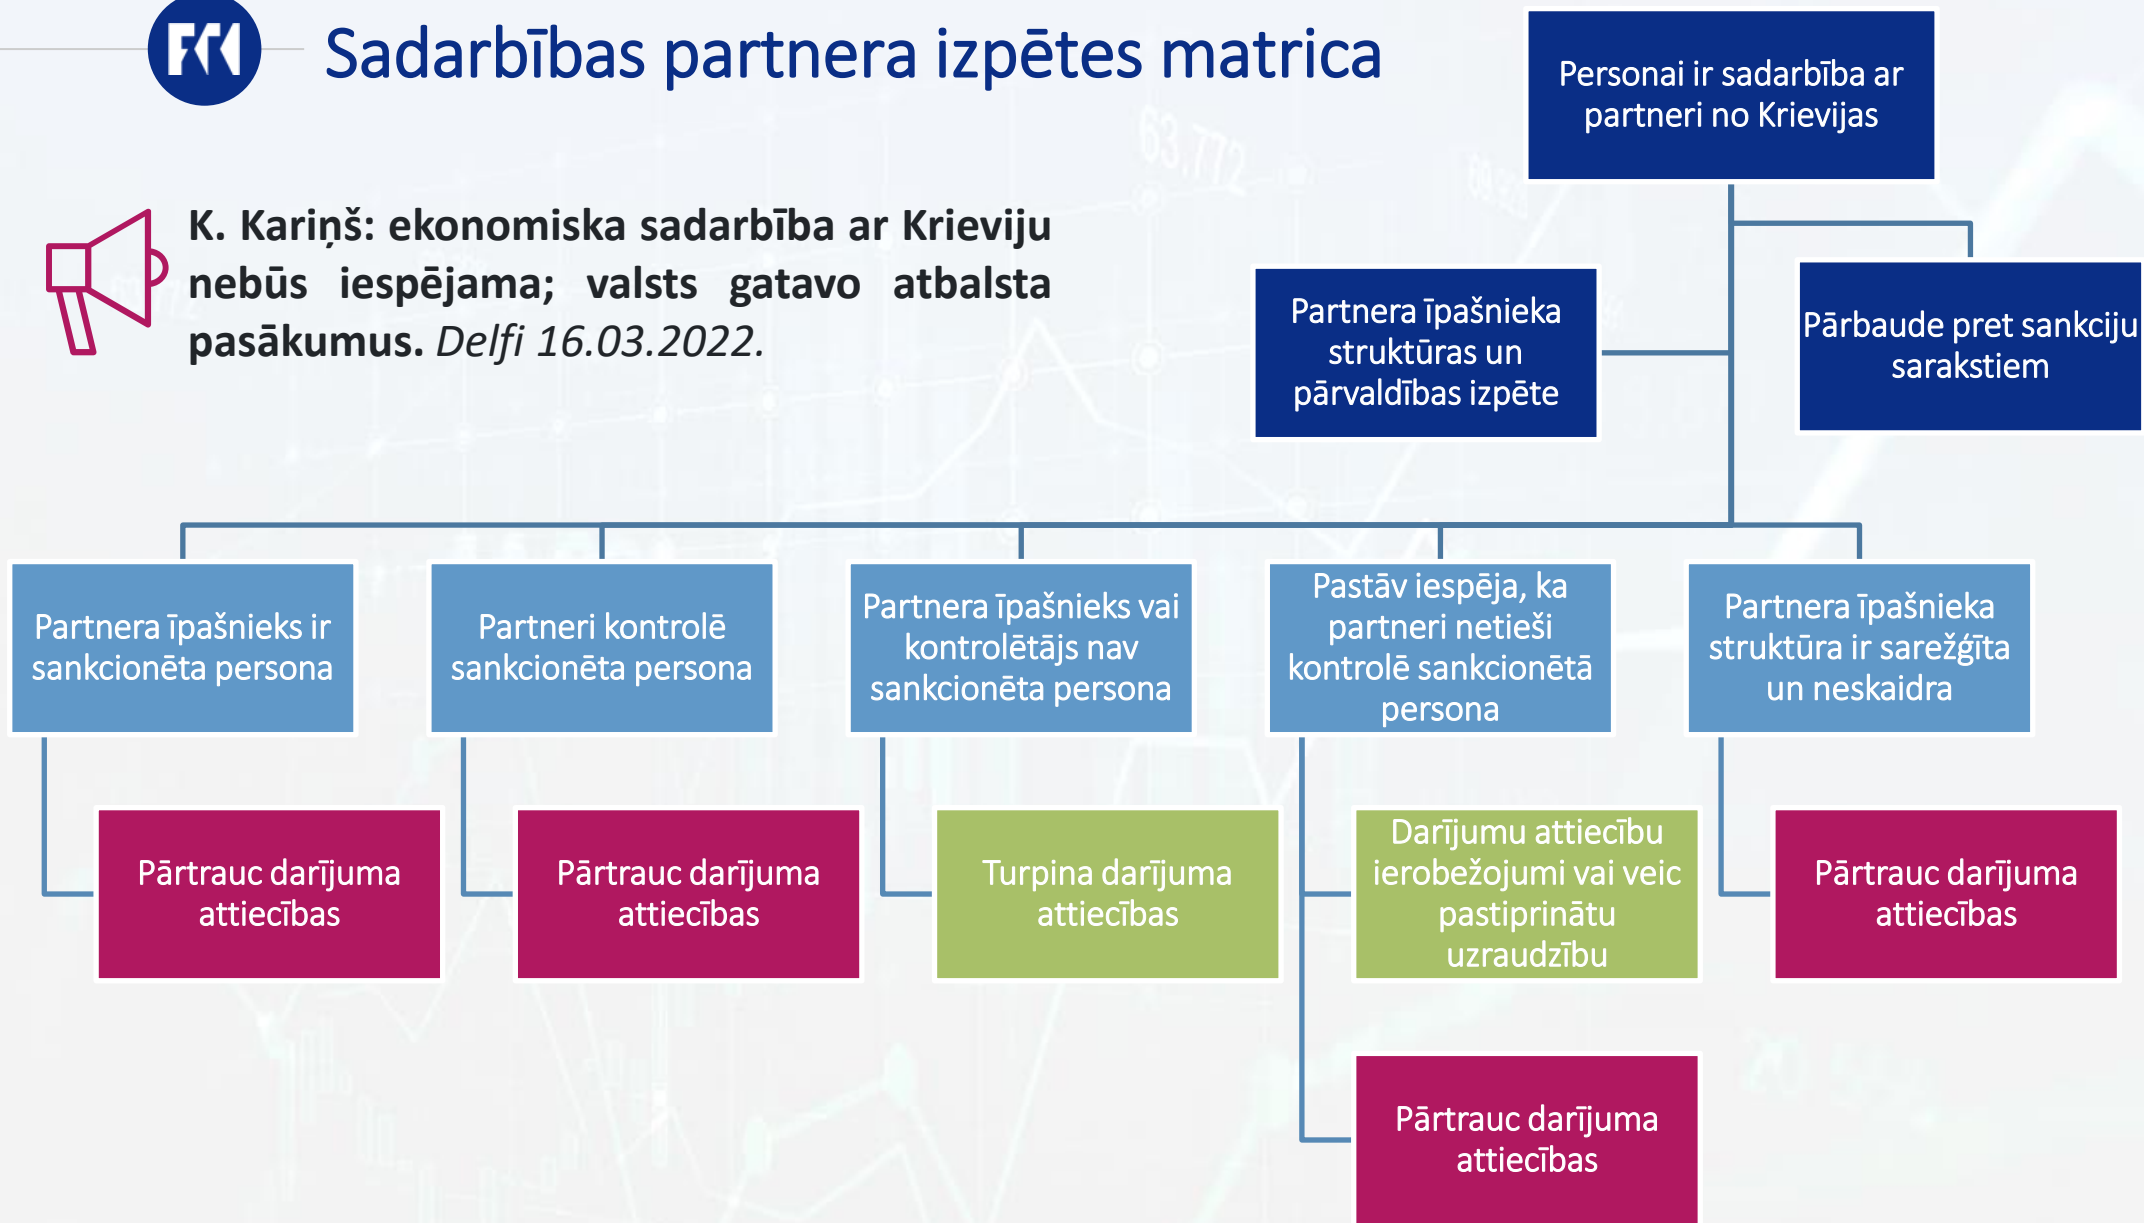 FKTK
Sadarbības partnera izpētes matrica
K. Kariņš: ekonomiska sadarbība ar Krieviju
nebūs iespējama; valsts gatavo atbalsta
pasākumus. Delfi 16.03.2022.
Personai ir sadarbība ar
partneri no Krievijas
Partnera īpašnieka
struktūras un
pārvaldības izpēte
Pārbaude pret sankciju
sarakstiem
Partnera īpašnieks ir
sankcionēta persona
Partneri kontrolē
sankcionēta persona
Partnera īpašnieks vai
kontrolētājs nav
sankcionēta persona
Pastāv iespēja, ka
partneri netieši
kontrolē sankcionētā
persona
Partnera īpašnieka
struktūra ir sarežģīta
un neskaidra
Pārtrauc darījuma
attiecības
Pārtrauc darījuma
attiecības
Turpina darījuma
attiecības
Darījumu attiecību
ierobežojumi vai veic
pastiprinātu
uzraudzību
Pārtrauc darījuma
attiecības
Pārtrauc darījuma
attiecības
63.772